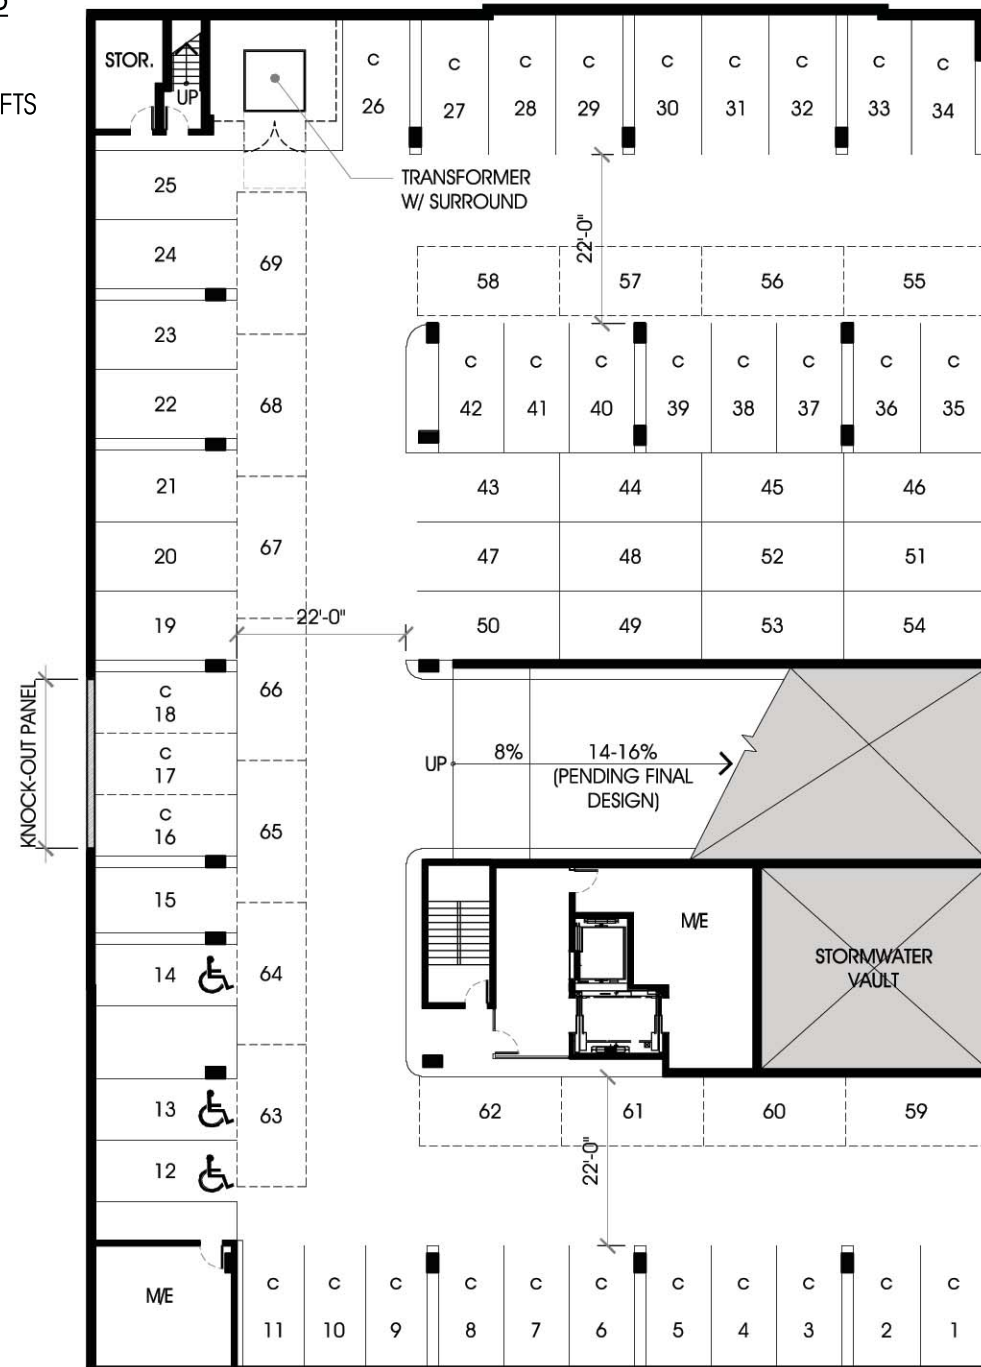 FTS
STOR.
UP
C
26
C
27
C
28
C
29
C
30
C
31
C
32
C
33
C
34
TRANSFORMER
W/ SURROUND
25
22'-0"
24
69
58
57
56
55
23
68
22
C
42
C
41
C
40
C
39
C
38
C
37
C
36
C
35
21
43
44
45
46
20
67
47
48
52
51
19
22'-0"
50
49
53
54
KNOCK-OUT PANEL
C
18
66
C
17
UP
8%
14-16%
(PENDING FINAL
DESIGN)
C
16
65
15
M/E
STORMWATER
VAULT
14
64
13
63
62
61
60
59
12
22'-0"
M/E
C
11
C
10
C
9
C
8
C
7
C
6
C
5
C
4
C
3
C
2
C
1